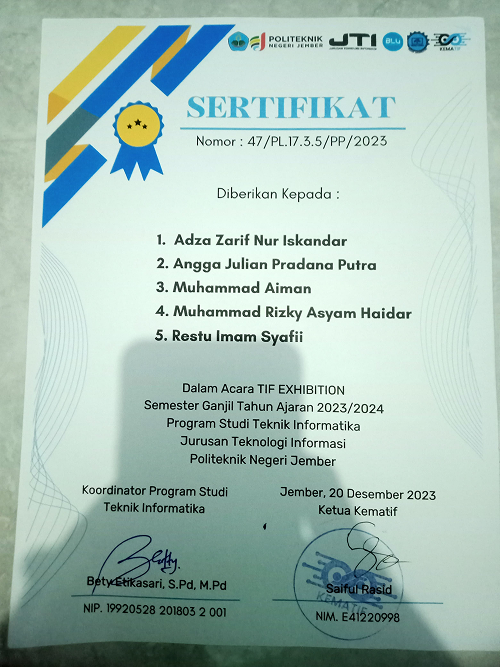 POLITEKNIK
NEGERI JEMBER
JTI
JURUSAN TEKNOLOGI INFORMASI
BLU
KEMATIF
SERTIFIKAT
Nomor : 47/PL.17.3.5/PP/2023
Diberikan Kepada :
1. Adza Zarif Nur Iskandar
2. Angga Julian Pradana Putra
3. Muhammad Aiman
4. Muhammad Rizky Asyam Haidar
5. Restu Imam Syafii
Dalam Acara TIF EXHIBITION
Semester Ganjil Tahun Ajaran 2023/2024
Program Studi Teknik Informatika
Jurusan Teknologi Informasi
Politeknik Negeri Jember
Koordinator Program Studi
Teknik Informatika
Bety Etikasari, S.Pd, M.Pd
NIP. 19920528 201803 2 001
Jember, 20 Desember 2023
Ketua Kematif
Saiful Rasid
KEMATIF
NIM. E41220998